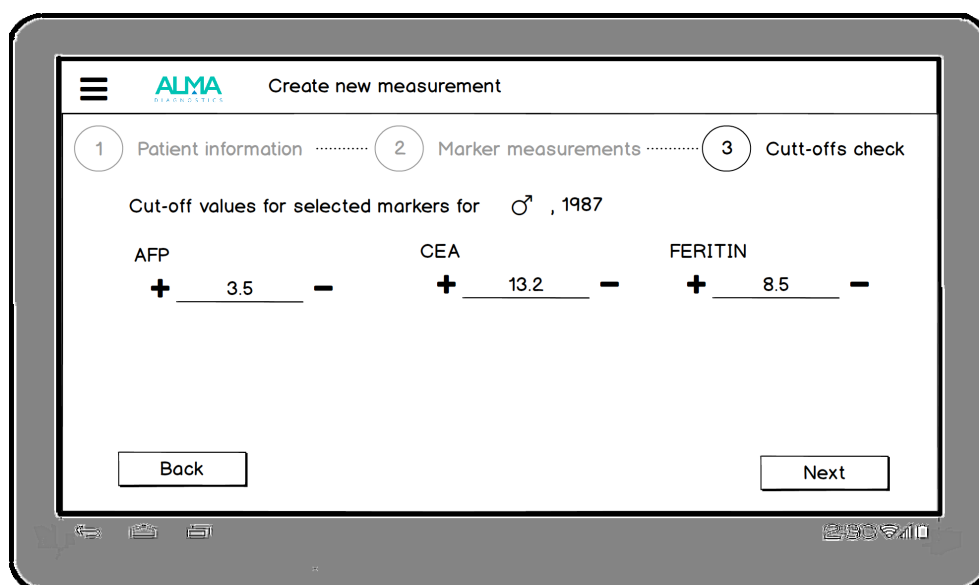 ALMA
DIAGNOSTICS
Create new measurement
1 Patient information 2 Marker measurements 3 Cutt-offs check
Cut-off values for selected markers for ♂ , 1987
AFP CEA FERITIN
+ 3.5 − + 13.2 − + 8.5 −
Back Next